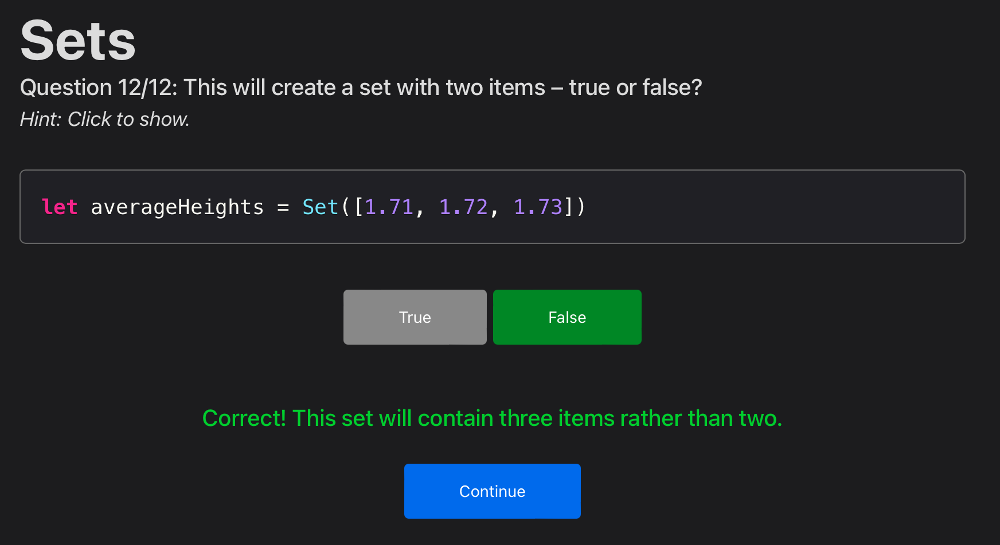 Sets
Question 12/12: This will create a set with two items – true or false?
Hint: Click to show.
let averageHeights = Set([1.71, 1.72, 1.73])
True
False
Correct! This set will contain three items rather than two.
Continue